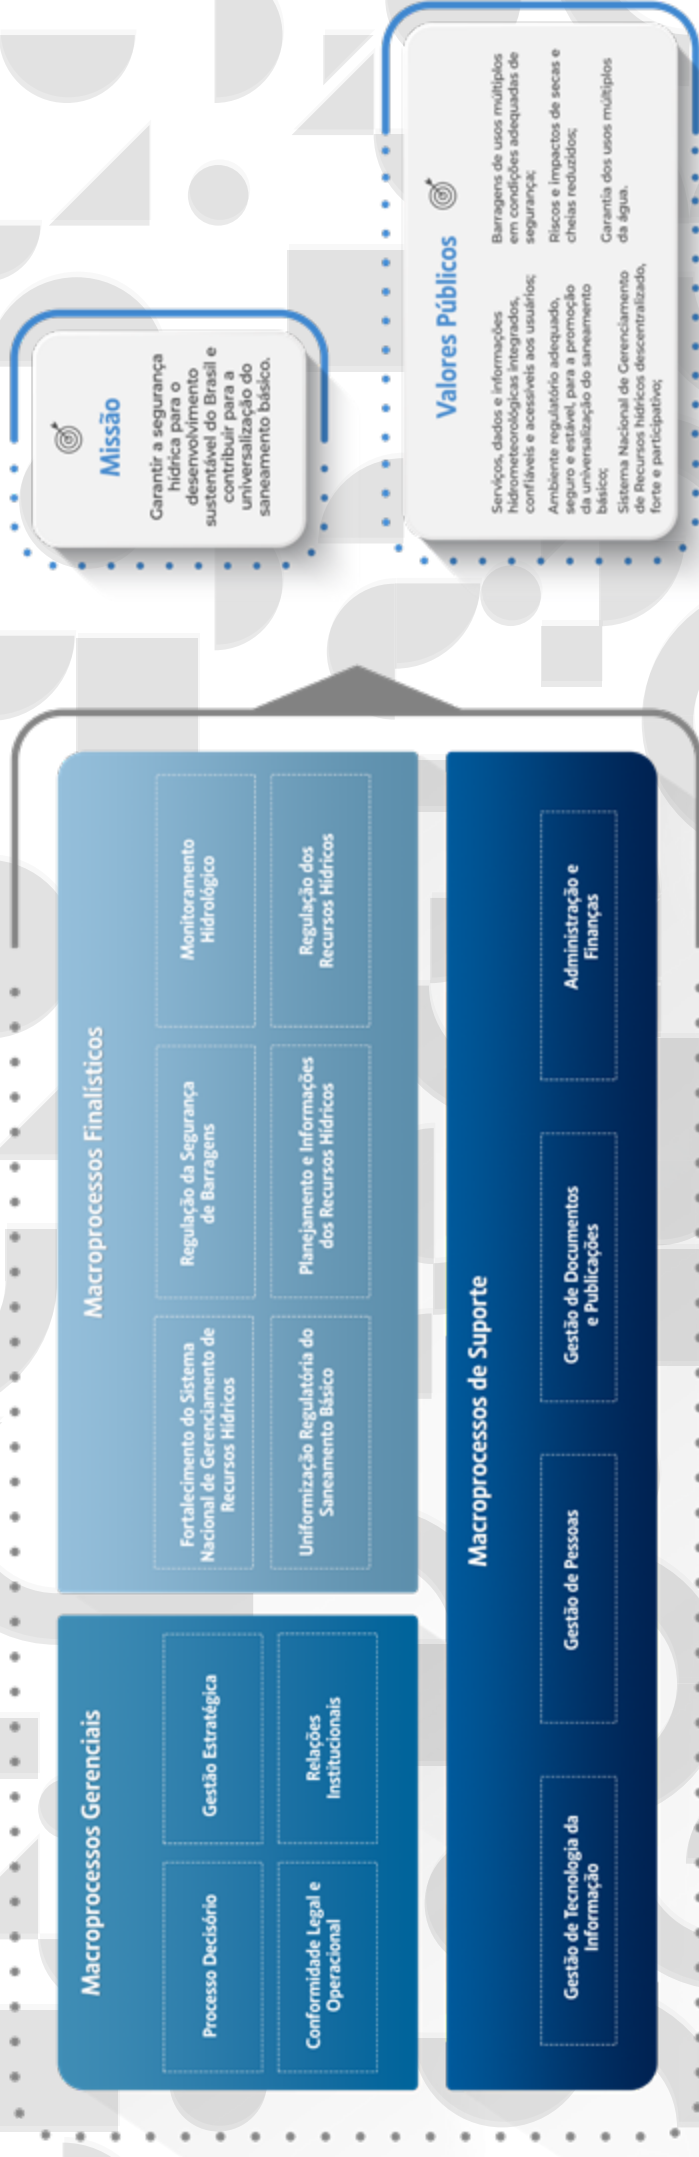 Macroprocessos Gerenciais
Processo Decisório
Gestão Estratégica
Conformidade Legal e
Operacional
Relações
Institucionais
Macroprocessos Finalísticos
Fortalecimento do Sistema
Nacional de Gerenciamento de
Recursos Hídricos
Regulação da Segurança
de Barragens
Monitoramento
Hidrológico
Uniformização Regulatória do
Saneamento Básico
Planejamento e Informações
dos Recursos Hídricos
Regulação dos
Recursos Hídricos
Macroprocessos de Suporte
Gestão de Tecnologia da
Informação
Gestão de Pessoas
Gestão de Documentos
e Publicações
Administração e
Finanças
Missão
Garantir a segurança
hídrica para o
desenvolvimento
sustentável do Brasil e
contribuir para a
universalização do
saneamento básico.
Valores Públicos
Serviços, dados e informações
hidrometeorológicas integrados,
confiáveis e acessíveis aos usuários;
Ambiente regulatório adequado,
seguro e estável, para a promoção
da universalização do saneamento
básico;
Sistema Nacional de Gerenciamento
de Recursos hídricos descentralizado,
forte e participativo;
Barragens de usos múltiplos
em condições adequadas de
segurança;
Riscos e impactos de secas e
cheias reduzidos;
Garantia dos usos múltiplos
da água.